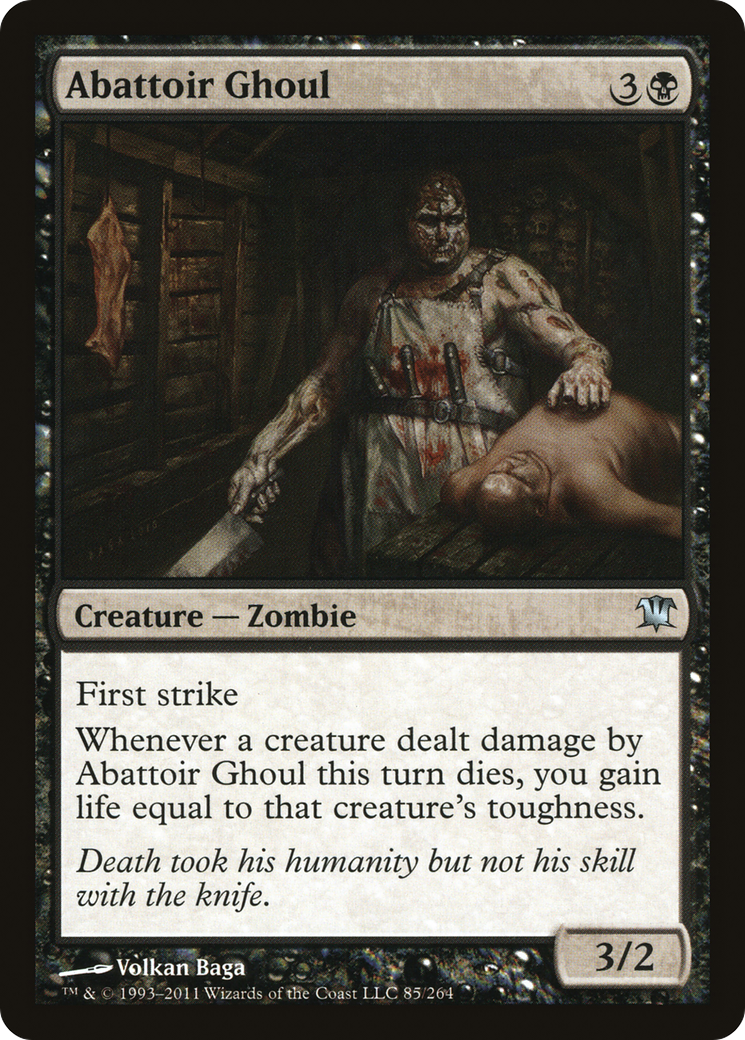 Abattoir Ghoul 3
BAGA 2010
Creature — Zombie
First strike
Whenever a creature dealt damage by
Abattoir Ghoul this turn dies, you gain
life equal to that creature's toughness.
Death took his humanity but not his skill
with the knife.
3/2
Volkan Baga
™ & © 1993–2011 Wizards of the Coast LLC 85/264